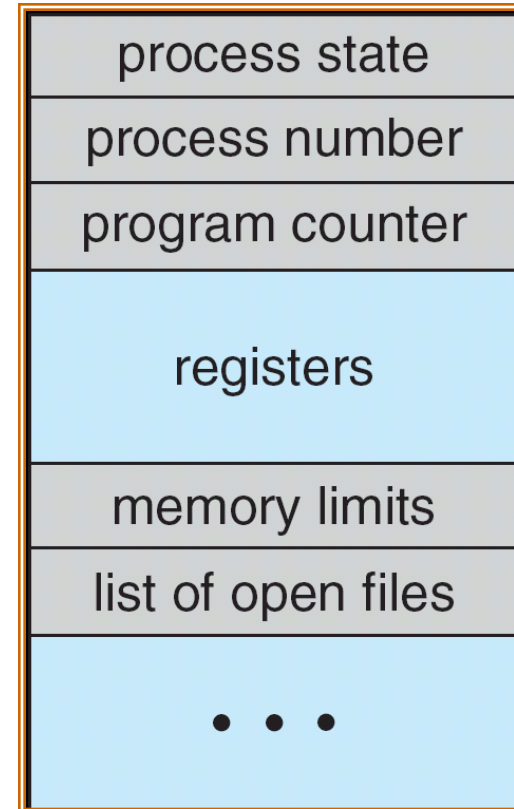 process state
process number
program counter
registers
memory limits
list of open files
• • •